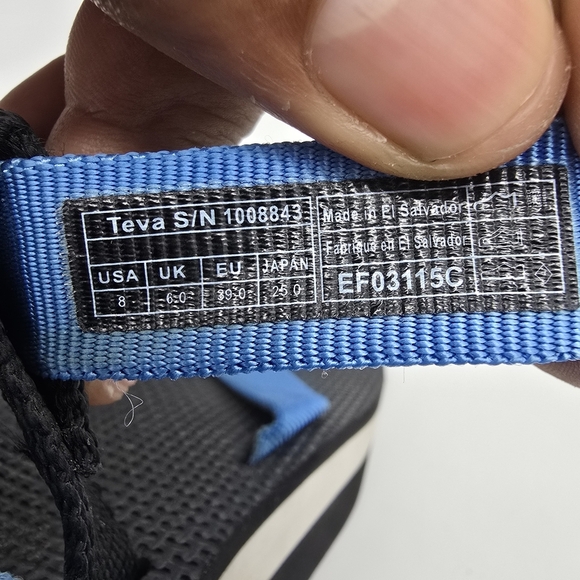 Teva S/N 1008843
USA UK EU JAPAN
8 6.0 39.0 25.0
Made in El Salvador
Fabrique en El Salvador
EF03115C